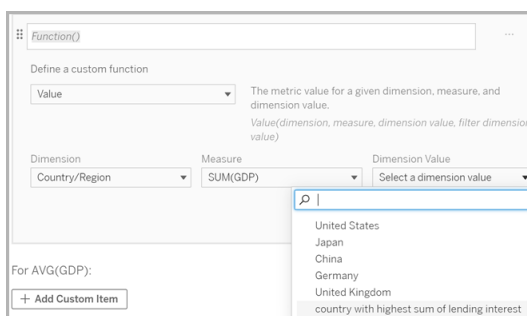 Function()
...
Define a custom function
Value
The metric value for a given dimension, measure, and
dimension value.
Value(dimension, measure, dimension value, filter dimension
value)
Dimension
Measure
Dimension Value
Country/Region
SUM(GDP)
Select a dimension value
United States
Japan
China
Germany
United Kingdom
country with highest sum of lending interest
For AVG(GDP):
+ Add Custom Item